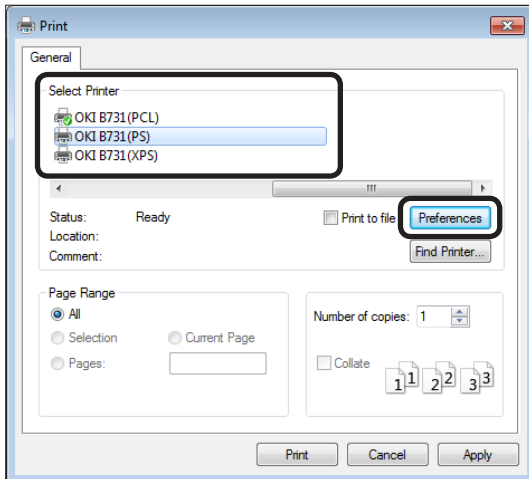 Print
General
Select Printer
OKI B731(PCL)
OKI B731(PS)
OKI B731(XPS)
Status: Ready
Print to file
Preferences
Location:
Comment:
Find Printer...
Page Range
All
Selection
Current Page
Pages:
Number of copies: 1
Collate
1 1 2 2 3 3
Print
Cancel
Apply